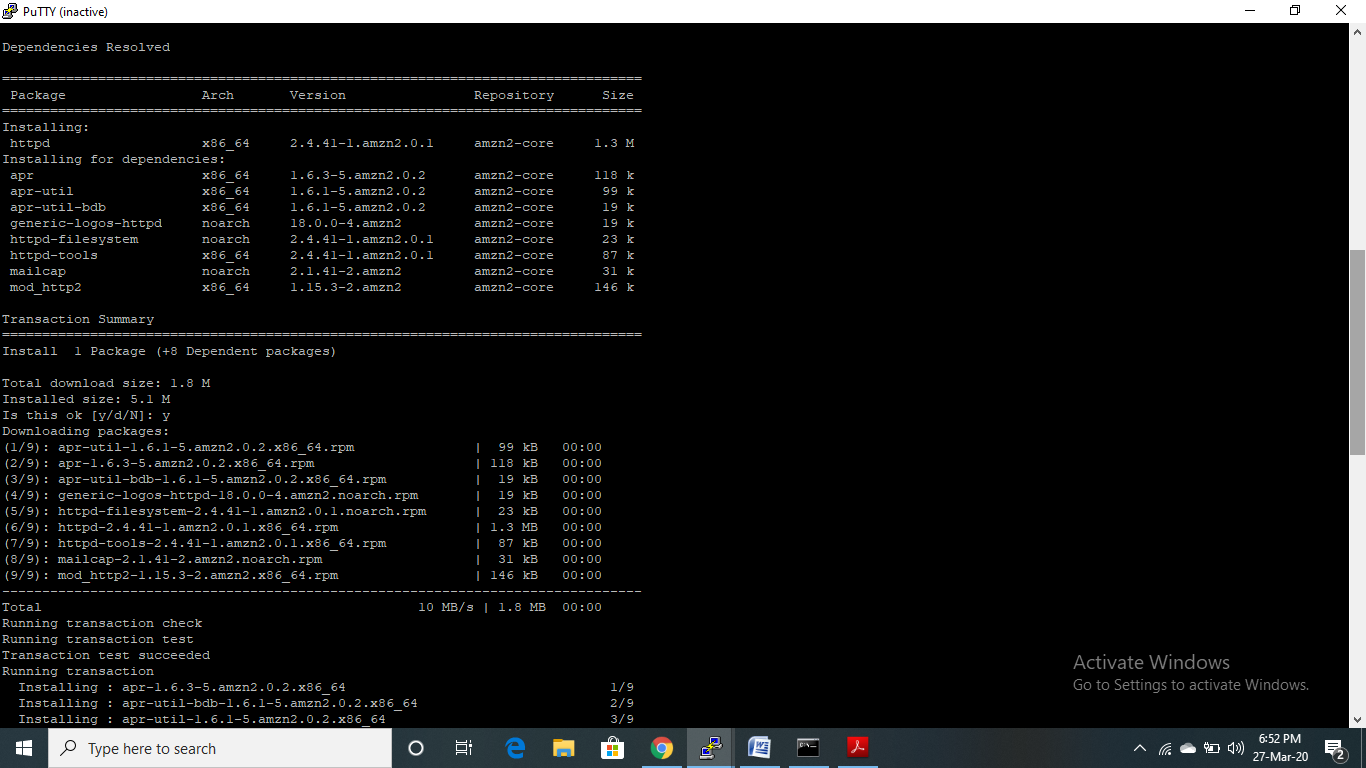 PuTTY (inactive)
Dependencies Resolved
================================================================================
Package Arch Version Repository Size
================================================================================
Installing:
httpd x86_64 2.4.41-1.amzn2.0.1 amzn2-core 1.3 M
Installing for dependencies:
apr x86_64 1.6.3-5.amzn2.0.2 amzn2-core 118 k
apr-util x86_64 1.6.1-5.amzn2.0.2 amzn2-core 99 k
apr-util-bdb x86_64 1.6.1-5.amzn2.0.2 amzn2-core 19 k
generic-logos-httpd noarch 18.0.0-4.amzn2 amzn2-core 19 k
httpd-filesystem noarch 2.4.41-1.amzn2.0.1 amzn2-core 23 k
httpd-tools x86_64 2.4.41-1.amzn2.0.1 amzn2-core 87 k
mailcap noarch 2.1.41-2.amzn2 amzn2-core 31 k
mod_http2 x86_64 1.15.3-2.amzn2 amzn2-core 146 k
Transaction Summary
================================================================================
Install 1 Package (+8 Dependent packages)
Total download size: 1.8 M
Installed size: 5.1 M
Is this ok [y/d/N]: y
Downloading packages:
(1/9): apr-util-1.6.1-5.amzn2.0.2.x86_64.rpm | 99 kB 00:00
(2/9): apr-1.6.3-5.amzn2.0.2.x86_64.rpm | 118 kB 00:00
(3/9): apr-util-bdb-1.6.1-5.amzn2.0.2.x86_64.rpm | 19 kB 00:00
(4/9): generic-logos-httpd-18.0.0-4.amzn2.noarch.rpm | 19 kB 00:00
(5/9): httpd-filesystem-2.4.41-1.amzn2.0.1.noarch.rpm | 23 kB 00:00
(6/9): httpd-2.4.41-1.amzn2.0.1.x86_64.rpm | 1.3 MB 00:00
(7/9): httpd-tools-2.4.41-1.amzn2.0.1.x86_64.rpm | 87 kB 00:00
(8/9): mailcap-2.1.41-2.amzn2.noarch.rpm | 31 kB 00:00
(9/9): mod_http2-1.15.3-2.amzn2.x86_64.rpm | 146 kB 00:00
--------------------------------------------------------------------------------
Total 10 MB/s | 1.8 MB 00:00
Running transaction check
Running transaction test
Transaction test succeeded
Running transaction
Installing : apr-1.6.3-5.amzn2.0.2.x86_64 1/9
Installing : apr-util-bdb-1.6.1-5.amzn2.0.2.x86_64 2/9
Installing : apr-util-1.6.1-5.amzn2.0.2.x86_64 3/9
Activate Windows
Go to Settings to activate Windows.
Type here to search
6:52 PM
27-Mar-20
2